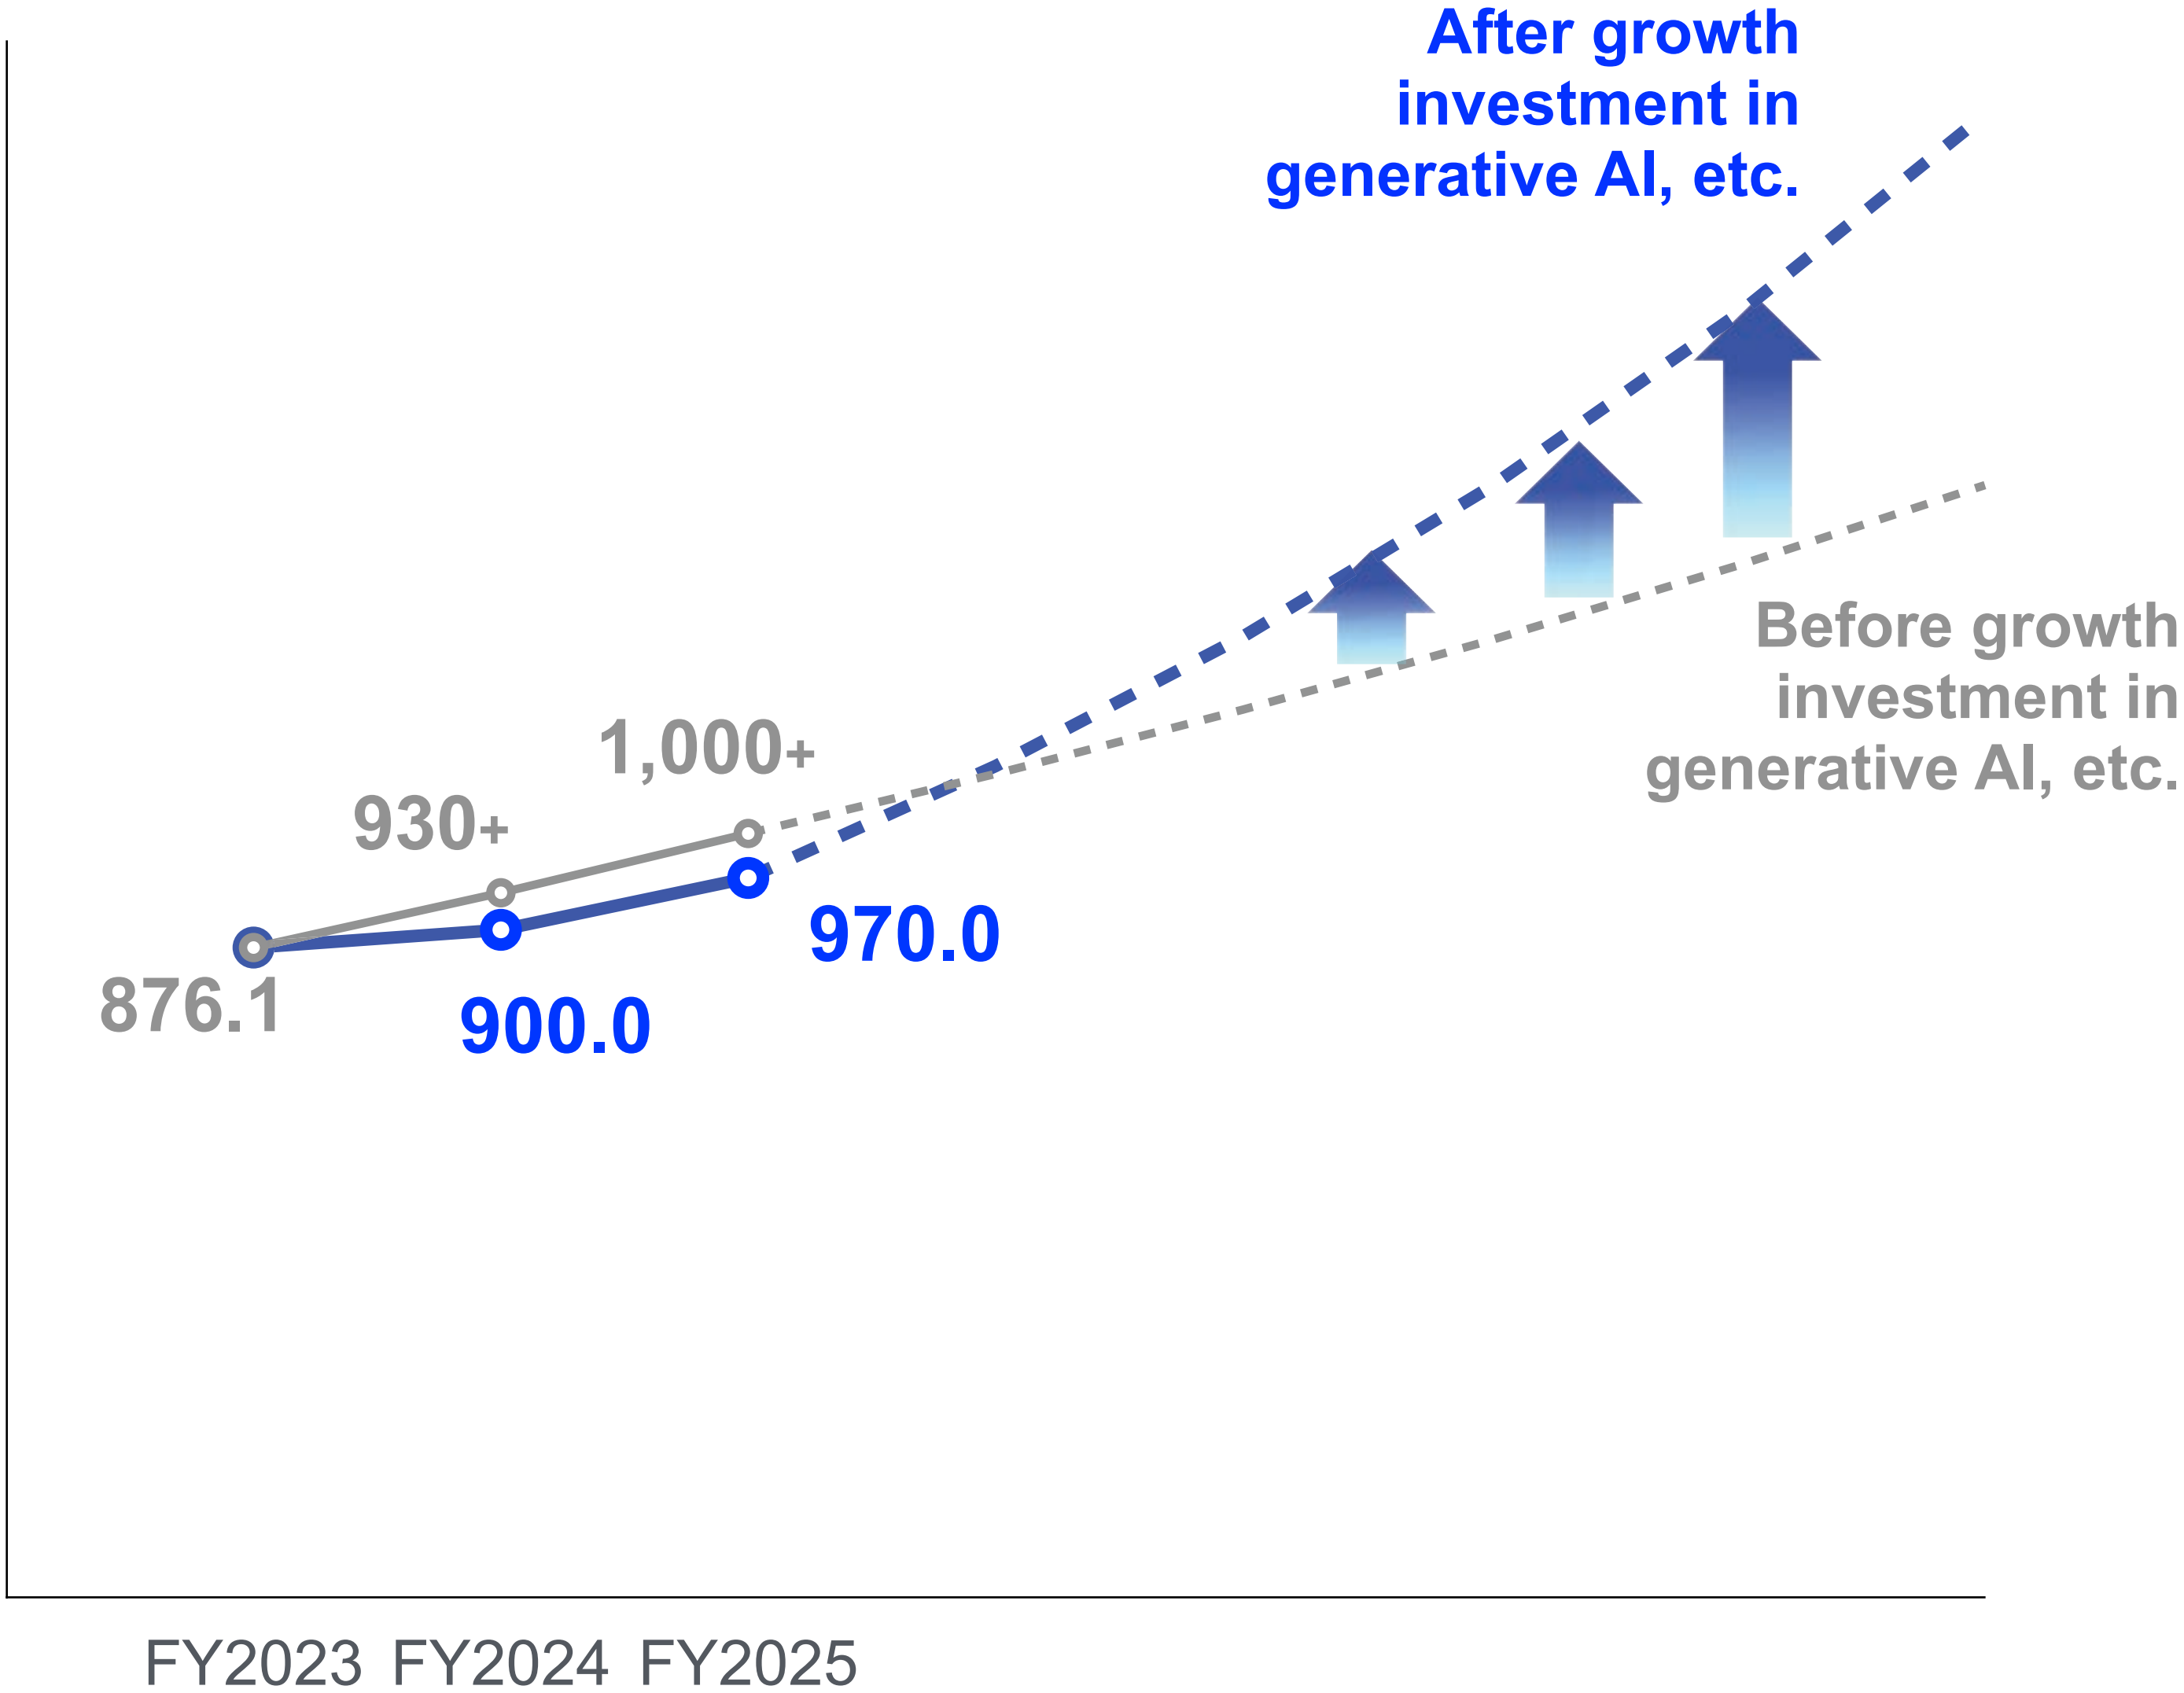 After growth
investment in
generative AI, etc.
Before growth
investment in
generative AI, etc.
1,000+
930+
970.0
876.1
900.0
FY2023 FY2024 FY2025